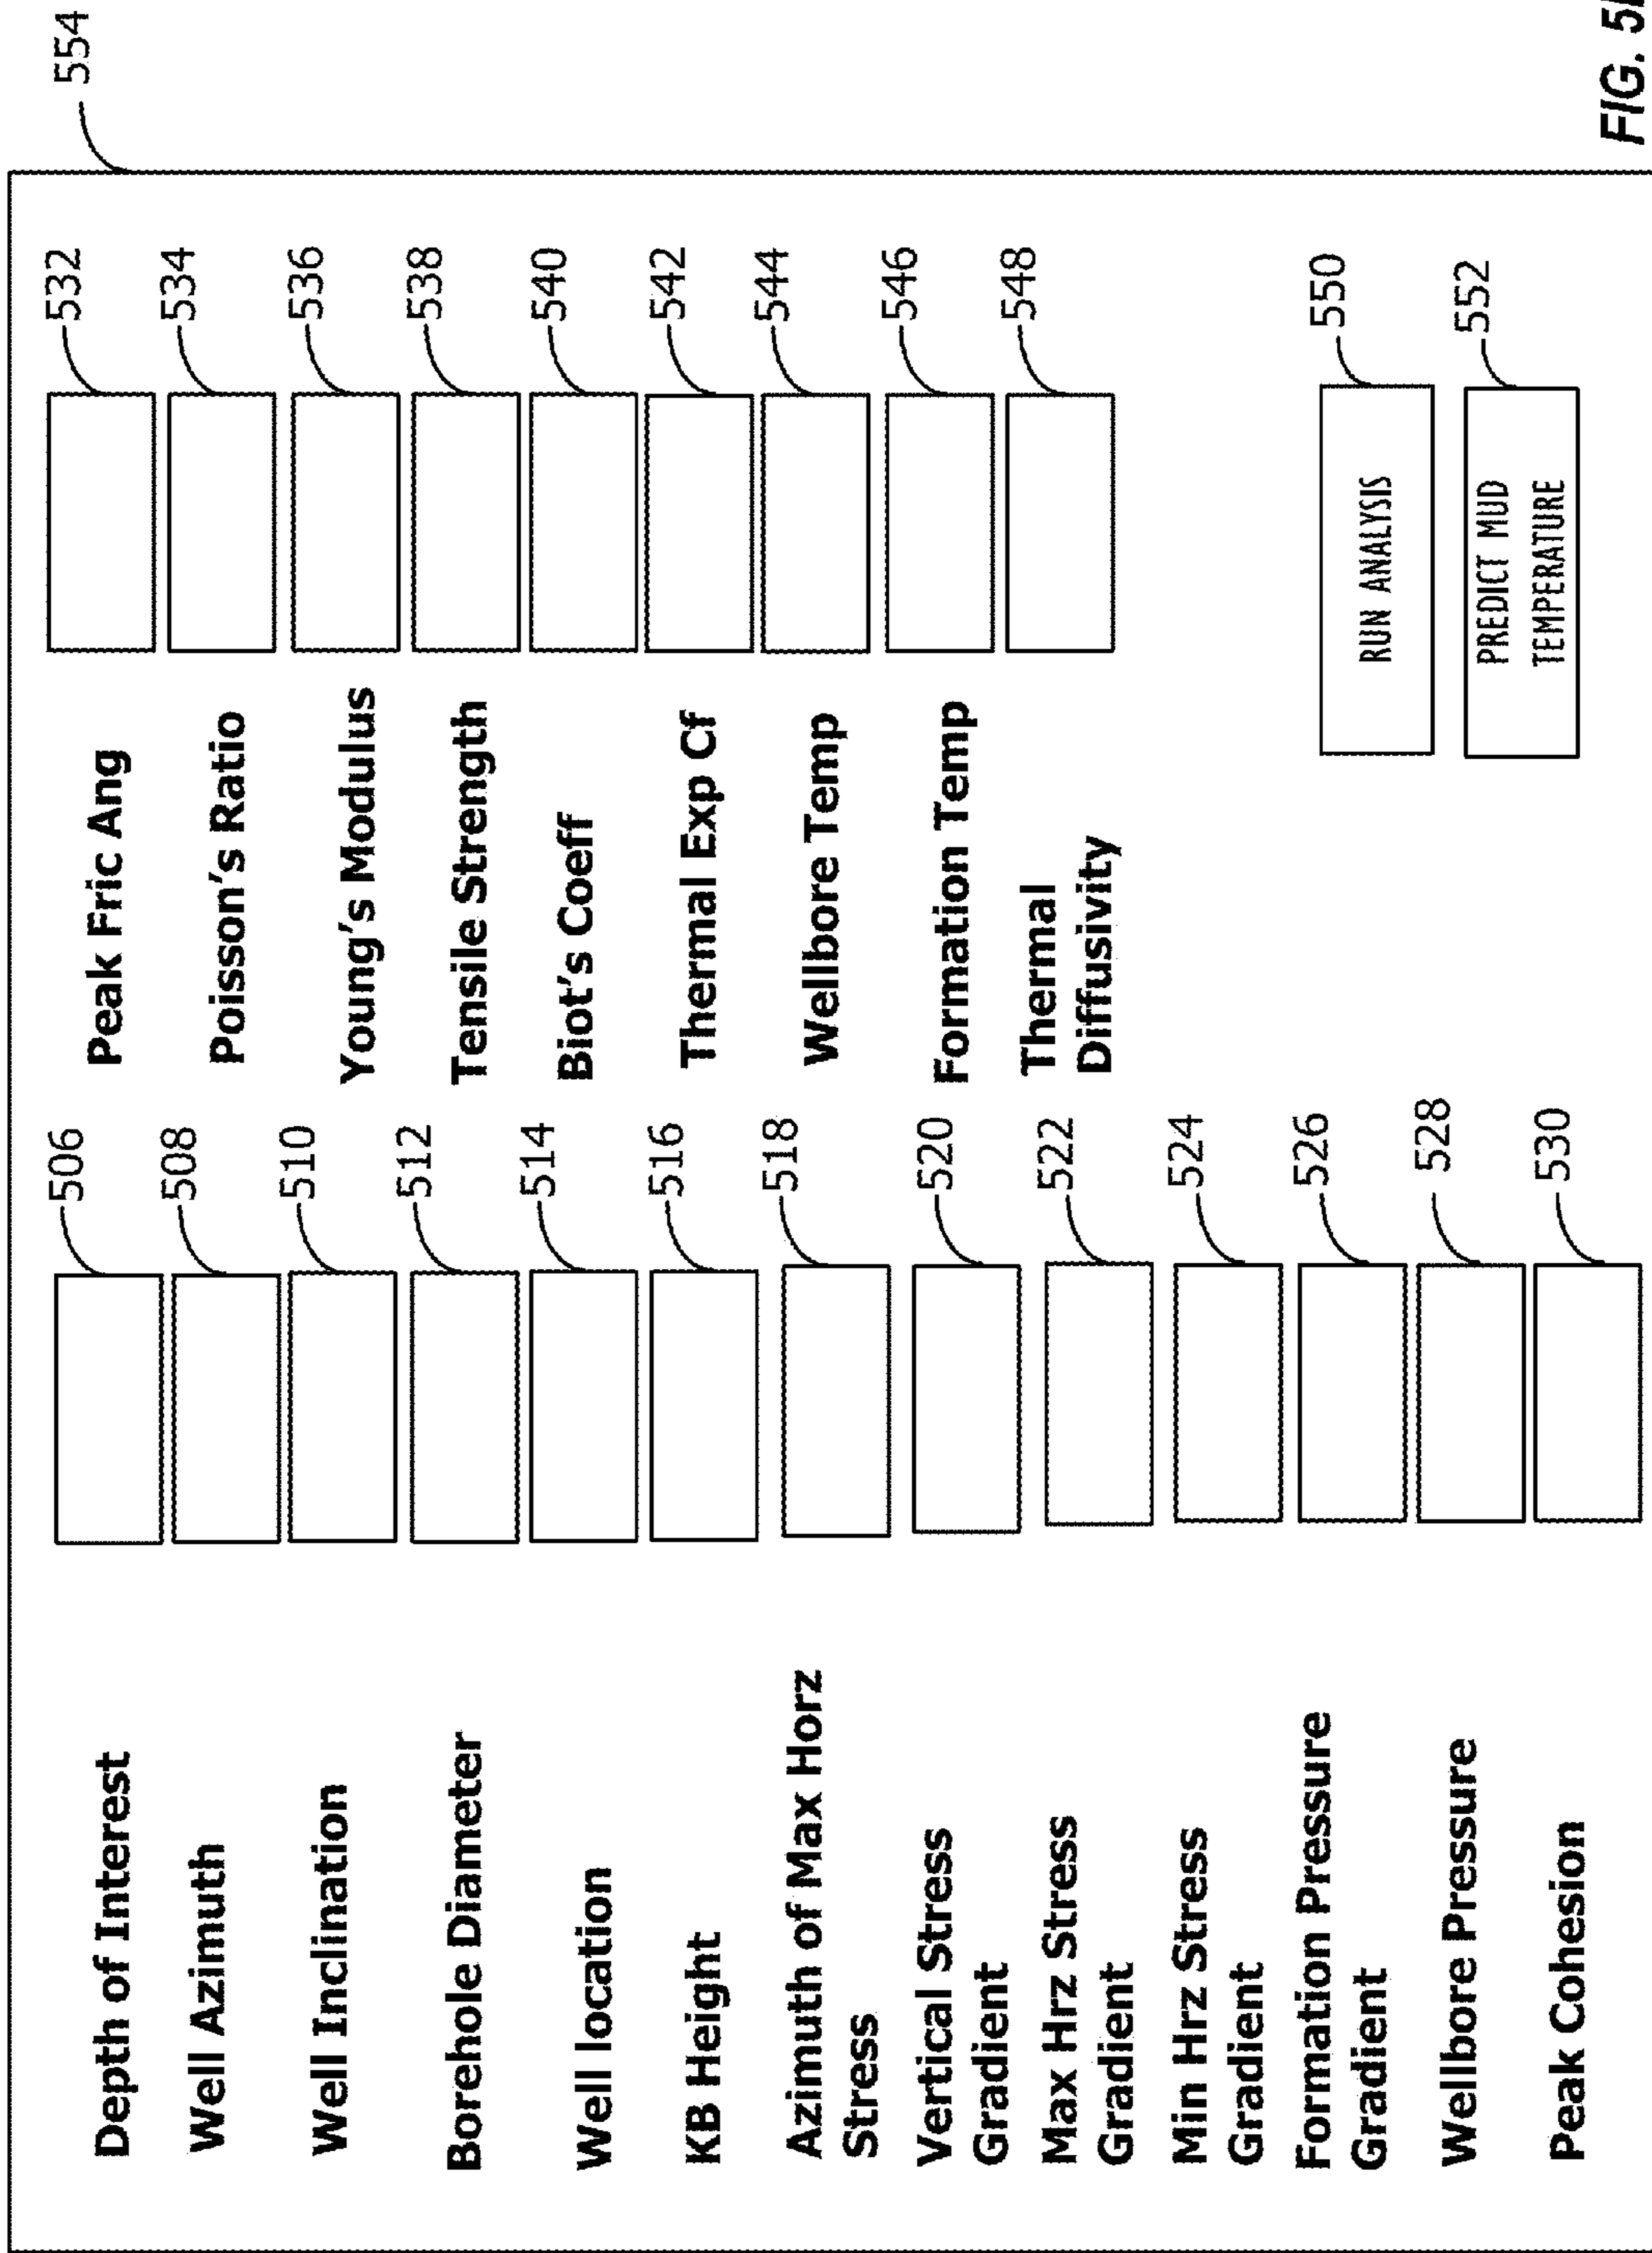 554
Depth of Interest
506
Well Azimuth
508
Well Inclination
510
Borehole Diameter
512
Well location
514
KB Height
516
Azimuth of Max Horz
Stress
518
Vertical Stress
Gradient
520
Max Hrz Stress
Gradient
522
Min Hrz Stress
Gradient
524
Formation Pressure
Gradient
526
Wellbore Pressure
528
Peak Cohesion
530
Peak Fric Ang
532
Poisson's Ratio
534
Young's Modulus
536
Tensile Strength
538
Biot's Coeff
540
Thermal Exp Cf
542
Wellbore Temp
544
Formation Temp
546
Thermal
Diffusivity
548
RUN ANALYSIS
550
PREDICT MUD
TEMPERATURE
552
FIG.